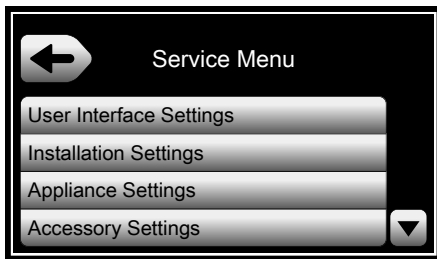 Service Menu
User Interface Settings
Installation Settings
Appliance Settings
Accessory Settings